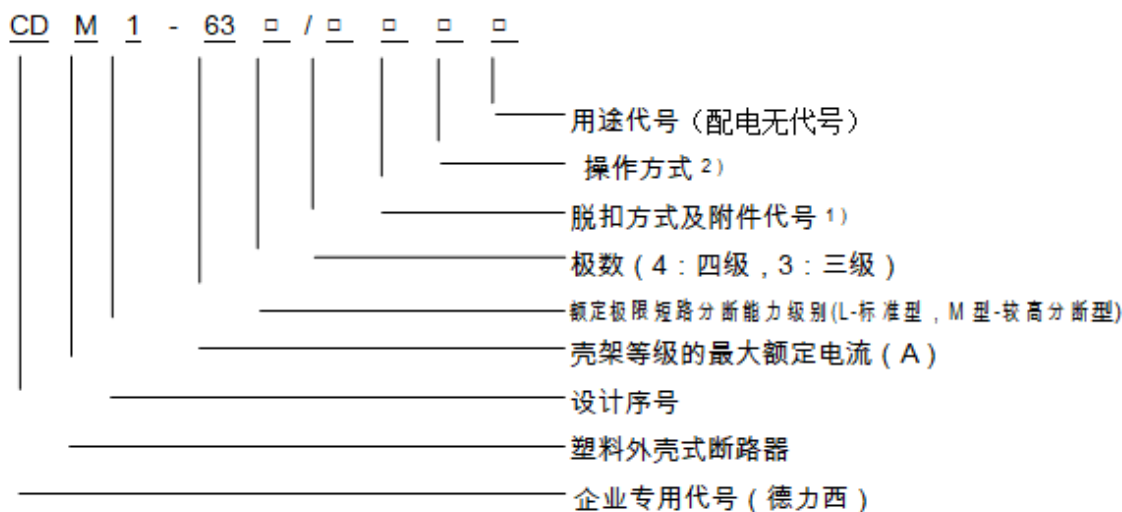 CD M 1 - 63 □ / □ □ □ □
用途代号（配电无代号）
操作方式 2）
脱扣方式及附件代号 1）
极数（4：四级，3：三级）
额定极限短路分断能力级别(L-标准型，M型-较高分断型)
壳架等级的最大额定电流（A）
设计序号
塑料外壳式断路器
企业专用代号（德力西）